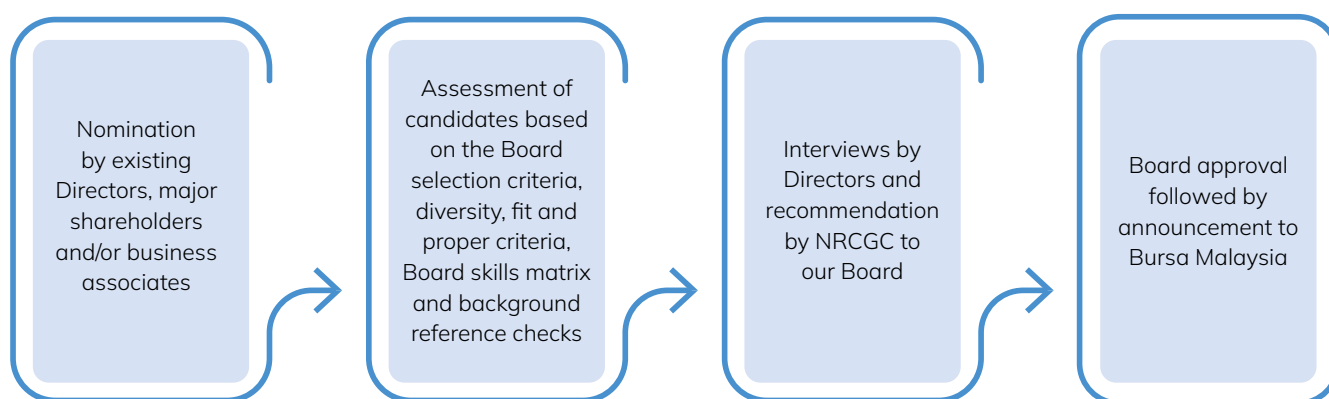 Nomination
by existing
Directors, major
shareholders
and/or business
associates
Assessment of
candidates based
on the Board
selection criteria,
diversity, fit and
proper criteria,
Board skills matrix
and background
reference checks
Interviews by
Directors and
recommendation
by NRCGC to
our Board
Board approval
followed by
announcement to
Bursa Malaysia